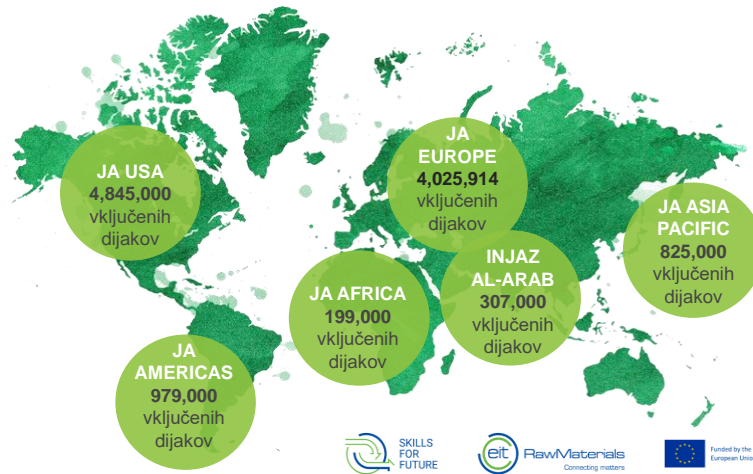 JA USA
4,845,000
vključenih
dijakov
JA
EUROPE
4,025,914
vključenih
dijakov
JA ASIA
PACIFIC
825,000
vključenih
dijakov
INJAZ
AL-ARAB
307,000
vključenih
dijakov
JA AFRICA
199,000
vključenih
dijakov
JA
AMERICAS
979,000
vključenih
dijakov
SKILLS
FOR
FUTURE
eit RawMaterials
Connecting matters
Funded by the
European Union